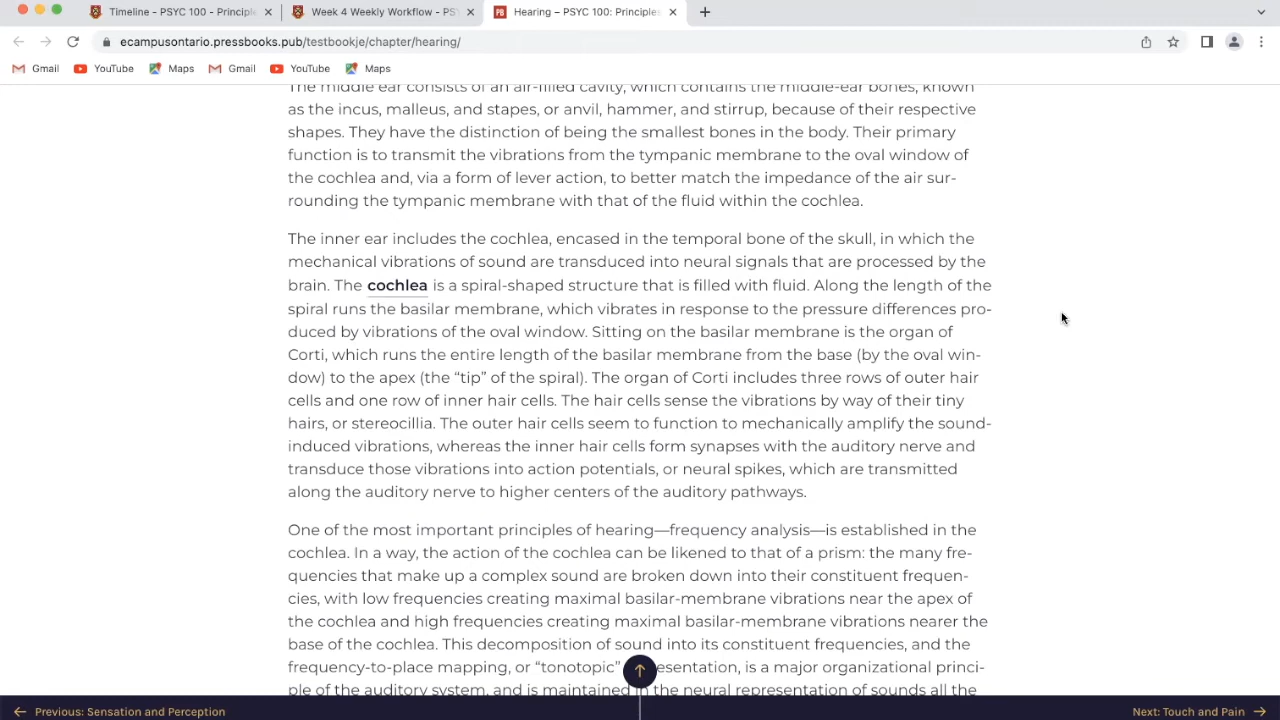 Timeline - PSYC 100 - Principle
Week 4 Weekly Workflow - PSY
Hearing – PSYC 100: Principles
ecampusontario.pressbooks.pub/testbookje/chapter/hearing/
Gmail YouTube Maps Gmail YouTube Maps
The middle ear consists of an air-filled cavity, which contains the middle-ear bones, known
as the incus, malleus, and stapes, or anvil, hammer, and stirrup, because of their respective
shapes. They have the distinction of being the smallest bones in the body. Their primary
function is to transmit the vibrations from the tympanic membrane to the oval window of
the cochlea and, via a form of lever action, to better match the impedance of the air sur-
rounding the tympanic membrane with that of the fluid within the cochlea.
The inner ear includes the cochlea, encased in the temporal bone of the skull, in which the
mechanical vibrations of sound are transduced into neural signals that are processed by the
brain. The cochlea is a spiral-shaped structure that is filled with fluid. Along the length of the
spiral runs the basilar membrane, which vibrates in response to the pressure differences pro-
duced by vibrations of the oval window. Sitting on the basilar membrane is the organ of
Corti, which runs the entire length of the basilar membrane from the base (by the oval win-
dow) to the apex (the “tip” of the spiral). The organ of Corti includes three rows of outer hair
cells and one row of inner hair cells. The hair cells sense the vibrations by way of their tiny
hairs, or stereocillia. The outer hair cells seem to function to mechanically amplify the sound-
induced vibrations, whereas the inner hair cells form synapses with the auditory nerve and
transduce those vibrations into action potentials, or neural spikes, which are transmitted
along the auditory nerve to higher centers of the auditory pathways.
One of the most important principles of hearing—frequency analysis—is established in the
cochlea. In a way, the action of the cochlea can be likened to that of a prism: the many fre-
quencies that make up a complex sound are broken down into their constituent frequen-
cies, with low frequencies creating maximal basilar-membrane vibrations near the apex of
the cochlea and high frequencies creating maximal basilar-membrane vibrations nearer the
base of the cochlea. This decomposition of sound into its constituent frequencies, and the
frequency-to-place mapping, or “tonotopic” esentation, is a major organizational princi-
ple of the auditory system, and is maintained in the neural representation of sounds all the
Previous: Sensation and Perception
Next: Touch and Pain